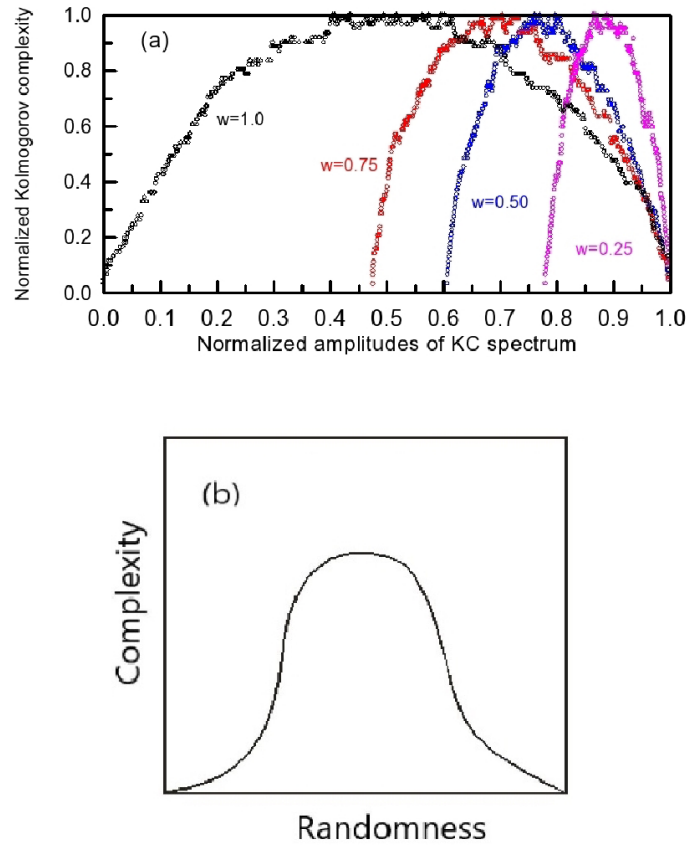 (a)
Normalized Kolmogorov complexity
1.0
0.8
0.6
0.4
0.2
0.0
w=1.0
w=0.75
w=0.50
w=0.25
0.0 0.1 0.2 0.3 0.4 0.5 0.6 0.7 0.8 0.9 1.0
Normalized amplitudes of KC spectrum
(b)
Complexity
Randomness